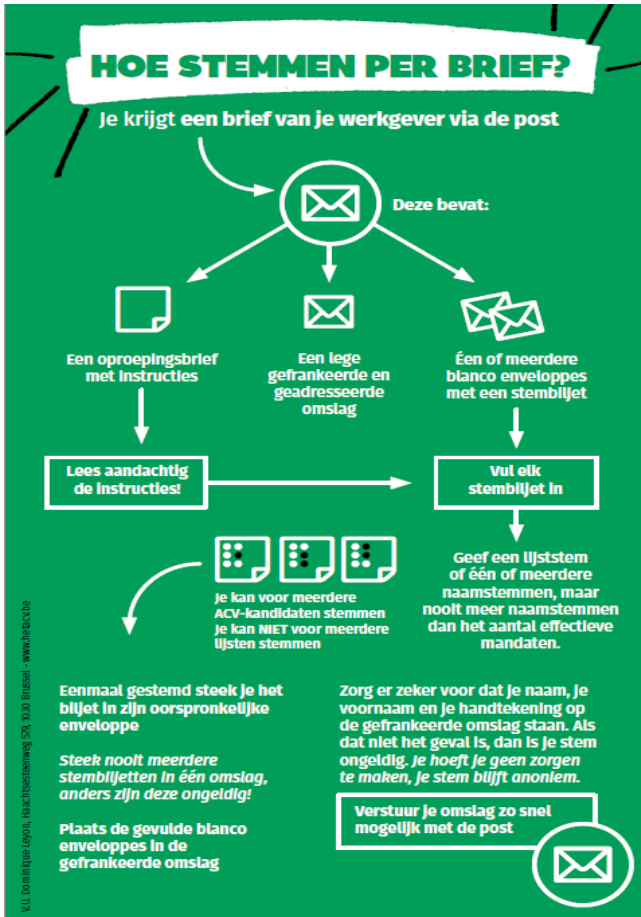 HOE STEMMEN PER BRIEF?
Je krijgt een brief van je werkgever via de post
Deze bevat:
Een oproepingsbrief
met instructies
Een lege
gefrankeerde en
geadresseerde
omslag
Één of meerdere
blanco enveloppes
met een stembiljet
Lees aandachtig
de instructies!
Vul elk
stembiljet in
Je kan voor meerdere
ACV-kandidaten stemmen
Je kan NIET voor meerdere
lijsten stemmen
Geef een lijststem
of één of meerdere
naamstemmen, maar
nooit meer naamstemmen
dan het aantal effectieve
mandaten.
Eenmaal gestemd steek je het
biljet in zijn oorspronkelijke
enveloppe
Steek nooit meerdere
stembiljetten in één omslag,
anders zijn deze ongeldig!
Plaats de gevulde blanco
enveloppes in de
gefrankeerde omslag
Zorg er zeker voor dat je naam, je
voornaam en je handtekening op
de gefrankeerde omslag staan. Als
dat niet het geval is, dan is je stem
ongeldig. Je hoeft je geen zorgen
te maken, je stem blijft anoniem.
Verstuur je omslag zo snel
mogelijk met de post
V.U. Dominique Leyon, Haachtsesteenweg 579, 1030 Brussel - www.hetacv.be